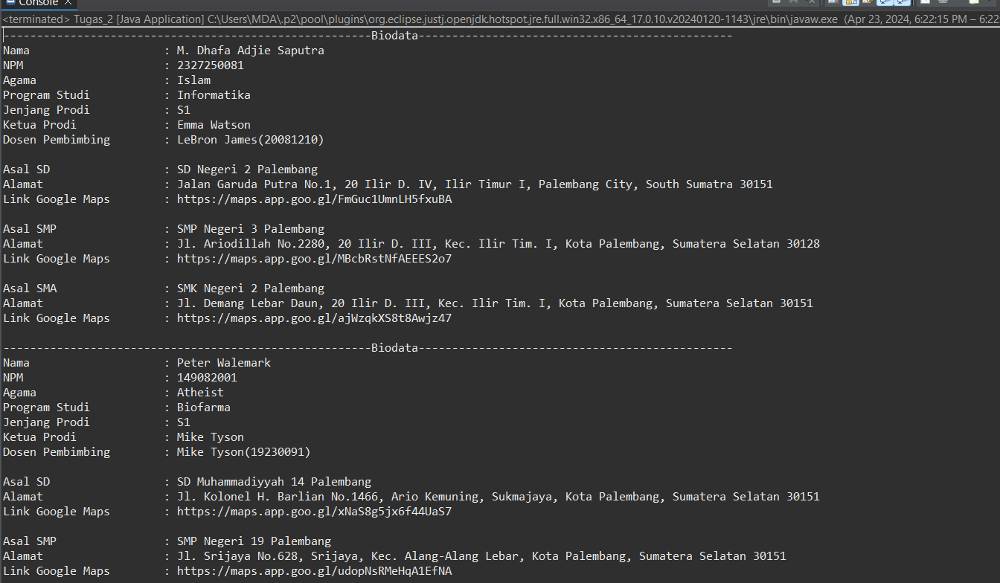 Console
<terminated> Tugas_2 [Java Application] C:\Users\MDA\.p2\pool\plugins\org.eclipse.justj.openjdk.hotspot.jre.full.win32.x86_64_17.0.10.v20240120-1143\jre\bin\javaw.exe (Apr 23, 2024, 6:22:15 PM – 6:22
-------------------------------------------------------Biodata-----------------------------------------------
Nama : M. Dhafa Adjie Saputra
NPM : 2327250081
Agama : Islam
Program Studi : Informatika
Jenjang Prodi : S1
Ketua Prodi : Emma Watson
Dosen Pembimbing : LeBron James(20081210)
Asal SD : SD Negeri 2 Palembang
Alamat : Jalan Garuda Putra No.1, 20 Ilir D. IV, Ilir Timur I, Palembang City, South Sumatra 30151
Link Google Maps : https://maps.app.goo.gl/FmGuc1UmnLH5fxuBA
Asal SMP : SMP Negeri 3 Palembang
Alamat : Jl. Ariodillah No.2280, 20 Ilir D. III, Kec. Ilir Tim. I, Kota Palembang, Sumatera Selatan 30128
Link Google Maps : https://maps.app.goo.gl/MBcbRstNfAEEES2o7
Asal SMA : SMK Negeri 2 Palembang
Alamat : Jl. Demang Lebar Daun, 20 Ilir D. III, Kec. Ilir Tim. I, Kota Palembang, Sumatera Selatan 30151
Link Google Maps : https://maps.app.goo.gl/ajWzqkXS8t8Awjz47
-------------------------------------------------------Biodata-----------------------------------------------
Nama : Peter Walemark
NPM : 149082001
Agama : Atheist
Program Studi : Biofarma
Jenjang Prodi : S1
Ketua Prodi : Mike Tyson
Dosen Pembimbing : Mike Tyson(19230091)
Asal SD : SD Muhammadiyyah 14 Palembang
Alamat : Jl. Kolonel H. Barlian No.1466, Ario Kemuning, Sukmajaya, Kota Palembang, Sumatera Selatan 30151
Link Google Maps : https://maps.app.goo.gl/xNaS8g5jx6f44UaS7
Asal SMP : SMP Negeri 19 Palembang
Alamat : Jl. Srijaya No.628, Srijaya, Kec. Alang-Alang Lebar, Kota Palembang, Sumatera Selatan 30151
Link Google Maps : https://maps.app.goo.gl/udopNsRMeHqA1EfNA